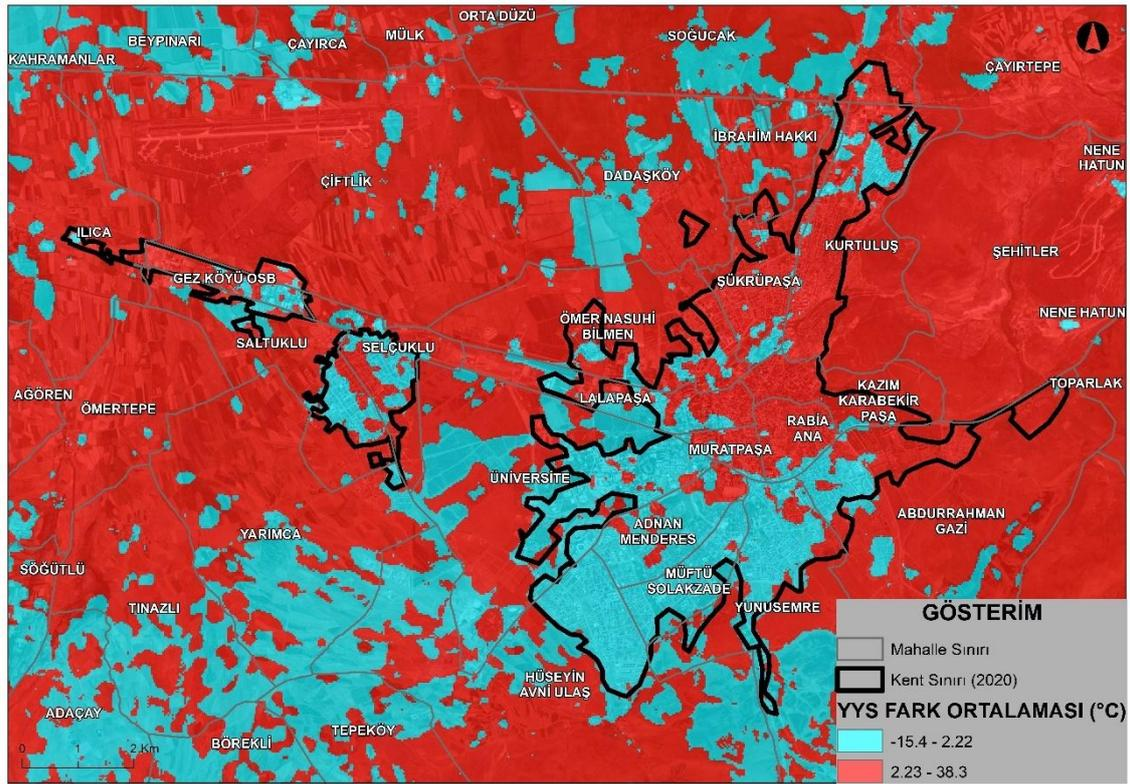 ORTA DÜZÜ
BEYPINARI
ÇAYIRCA
MÜLK
SOĞUCAK
KAHRAMANLAR
ÇAYIRTEPE
İBRAHİM HAKKI
NENE
HATUN
ÇİFTLİK
DADAŞKÖY
ILICA
KURTULUŞ
ŞEHİTLER
GEZ KÖYÜ OSB
ŞÜKRÜPAŞA
NENE HATUN
ÖMER NASUHİ
BİLMEN
SALTUKLU
SELÇUKLU
AĞÖREN
ÖMERTEPE
LALAPAŞA
KAZIM
KARABEKİR
PAŞA
TOPARLAK
RABİA
ANA
MURATPAŞA
ÜNİVERSİTE
ADNAN
MENDERES
ABDURRAHMAN
GAZİ
YARIMCA
SÖĞÜTLÜ
MÜFTÜ
SOLAKZADE
TINAZLI
YUNUSEMRE
HÜSEYİN
AVNİ ULAŞ
ADAÇAY
TEPEKÖY
BÖREKLİ
0 1 2 Km
GÖSTERİM
Mahalle Sınırı
Kent Sınırı (2020)
YYS FARK ORTALAMASI (°C)
-15.4 - 2.22
2.23 - 38.3